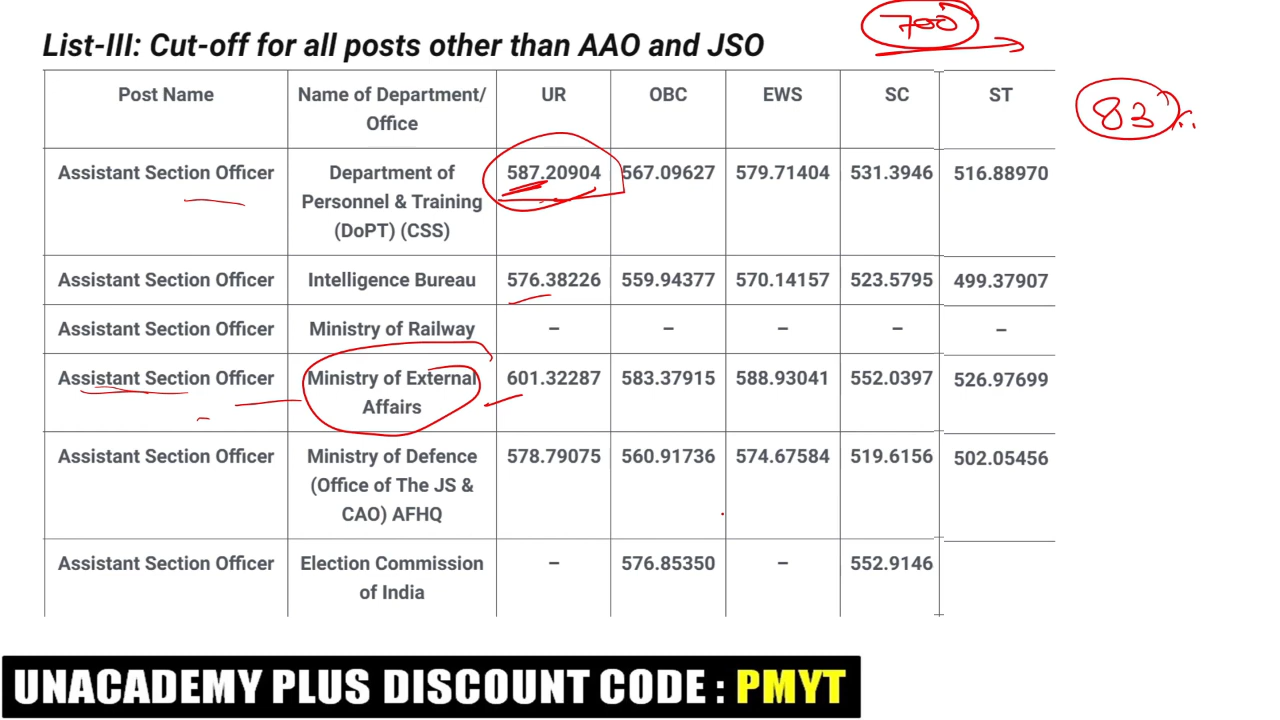 700
List-III: Cut-off for all posts other than AAO and JSO
Post Name Name of Department/ Office UR OBC EWS SC ST
83%
Assistant Section Officer Department of Personnel & Training (DoPT) (CSS) 587.20904 567.09627 579.71404 531.3946 516.88970
Assistant Section Officer Intelligence Bureau 576.38226 559.94377 570.14157 523.5795 499.37907
Assistant Section Officer Ministry of Railway – – – – –
Assistant Section Officer Ministry of External Affairs 601.32287 583.37915 588.93041 552.0397 526.97699
Assistant Section Officer Ministry of Defence (Office of The JS & CAO) AFHQ 578.79075 560.91736 574.67584 519.6156 502.05456
Assistant Section Officer Election Commission of India – 576.85350 – 552.9146
UNACADEMY PLUS DISCOUNT CODE : PMYT